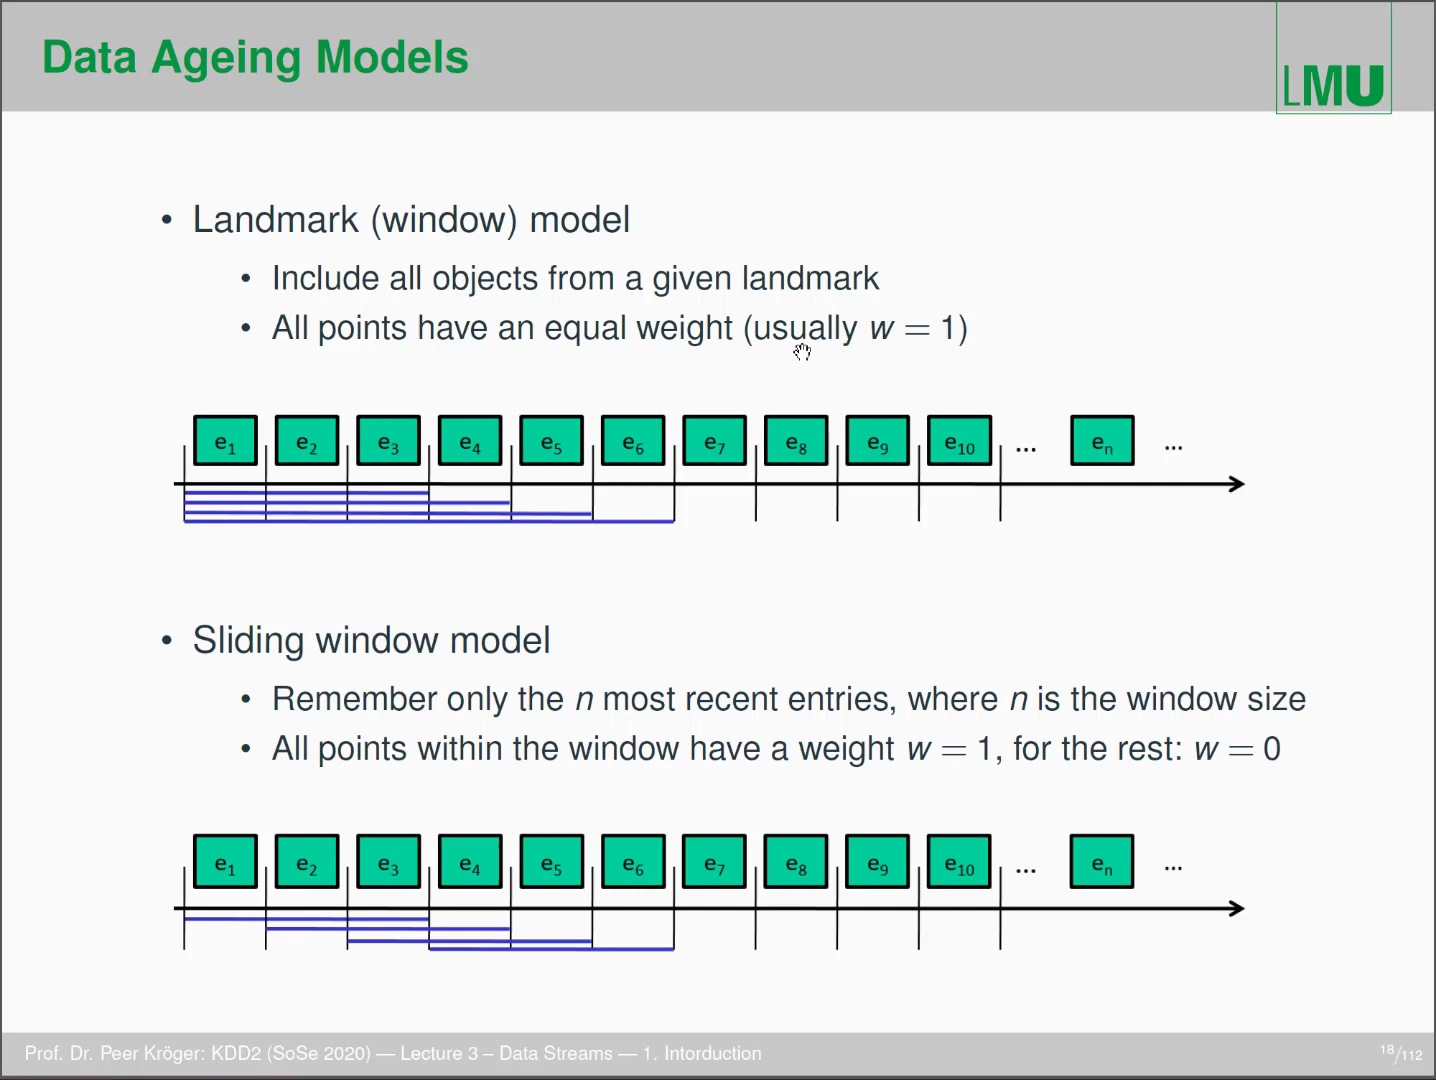 Data Ageing Models
LMU
• Landmark (window) model
• Include all objects from a given landmark
• All points have an equal weight (usually w = 1)
e1 e2 e3 e4 e5 e6 e7 e8 e9 e10 ... en ...
• Sliding window model
• Remember only the n most recent entries, where n is the window size
• All points within the window have a weight w = 1, for the rest: w = 0
e1 e2 e3 e4 e5 e6 e7 e8 e9 e10 ... en ...
Prof. Dr. Peer Kröger: KDD2 (SoSe 2020) — Lecture 3 – Data Streams — 1. Intorduction 18/112